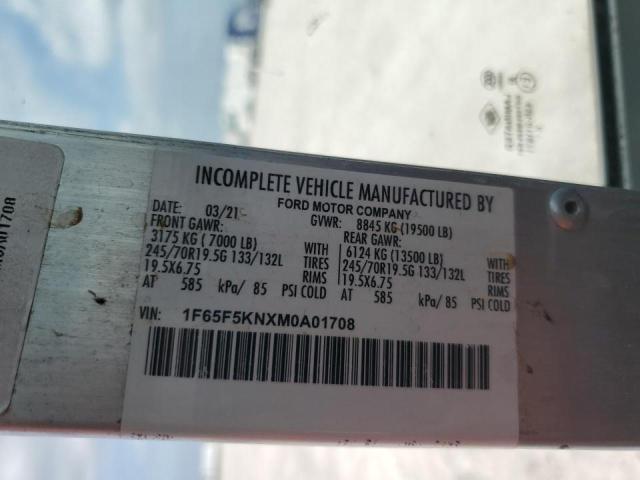 INCOMPLETE VEHICLE MANUFACTURED BY
FORD MOTOR COMPANY
DATE: 03/21 GVWR: 8845 KG (19500 LB)
FRONT GAWR: REAR GAWR:
3175 KG ( 7000 LB) WITH 6124 KG (13500 LB) WITH
245/70R19.5G 133/132L TIRES 245/70R19.5G 133/132L TIRES
19.5X6.75 RIMS 19.5X6.75 RIMS
AT 585 kPa/ 85 PSI COLD AT 585 kPa/ 85 PSI COLD
VIN: 1F65F5KNXM0A01708